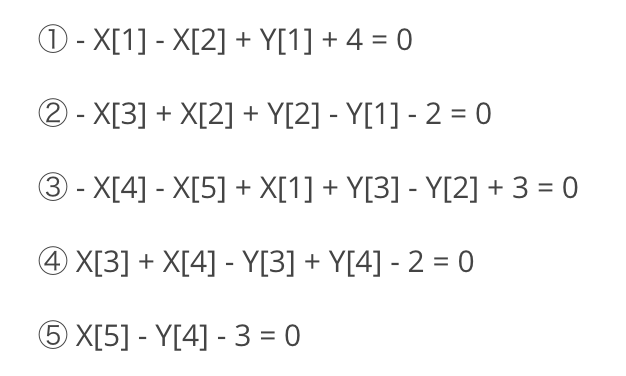 ① - X[1] - X[2] + Y[1] + 4 = 0
② - X[3] + X[2] + Y[2] - Y[1] - 2 = 0
③ - X[4] - X[5] + X[1] + Y[3] - Y[2] + 3 = 0
④ X[3] + X[4] - Y[3] + Y[4] - 2 = 0
⑤ X[5] - Y[4] - 3 = 0